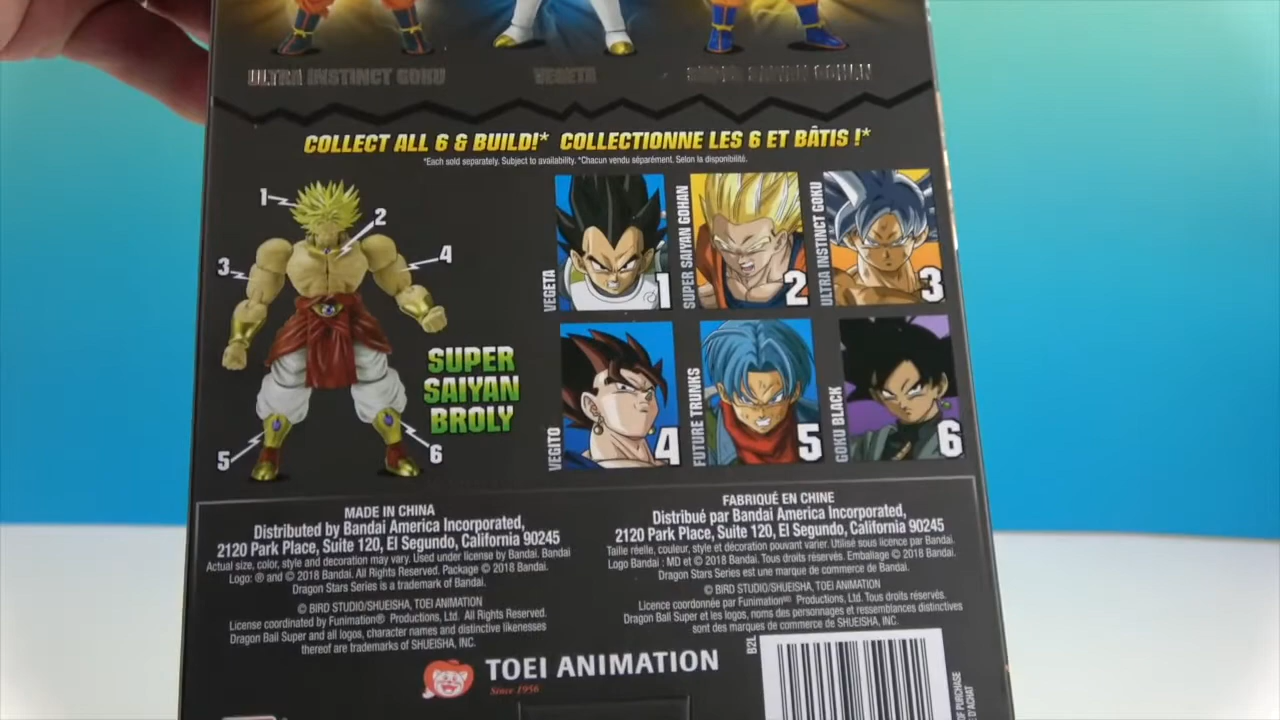 ULTRA INSTINCT GOKU
VEGETA
SUPER SAIYAN GOHAN
COLLECT ALL 6 & BUILD!* COLLECTIONNE LES 6 ET BÂTIS !*
*Each sold separately. Subject to availability. *Chacun vendu séparément. Selon la disponibilité.
1
2
3
4
5
6
SUPER
SAIYAN
BROLY
VEGETA
1
SUPER SAIYAN GOHAN
2
ULTRA INSTINCT GOKU
3
VEGITO
4
FUTURE TRUNKS
5
GOKU BLACK
6
MADE IN CHINA
Distributed by Bandai America Incorporated,
2120 Park Place, Suite 120, El Segundo, California 90245
Actual size, color, style and decoration may vary. Used under license by Bandai. Bandai
Logo: ® and © 2018 Bandai. All Rights Reserved. Package © 2018 Bandai.
Dragon Stars Series is a trademark of Bandai.
© BIRD STUDIO/SHUEISHA, TOEI ANIMATION
License coordinated by Funimation® Productions, Ltd. All Rights Reserved.
Dragon Ball Super and all logos, character names and distinctive likenesses
thereof are trademarks of SHUEISHA, INC.
FABRIQUÉ EN CHINE
Distribué par Bandai America Incorporated,
2120 Park Place, Suite 120, El Segundo, California 90245
Taille réelle, couleur, style et décoration pouvant varier. Utilisé sous licence par Bandai.
Logo Bandai : MD et © 2018 Bandai. Tous droits réservés. Emballage © 2018 Bandai.
Dragon Stars Series est une marque de commerce de Bandai.
© BIRD STUDIO/SHUEISHA, TOEI ANIMATION
Licence coordonnée par Funimation Productions, Ltd. Tous droits réservés.
Dragon Ball Super et les logos, noms des personnages et ressemblances distinctives
sont des marques de commerce de SHUEISHA, INC.
TOEI ANIMATION
Since 1956
B2L
OF PURCHASE
D'ACHAT